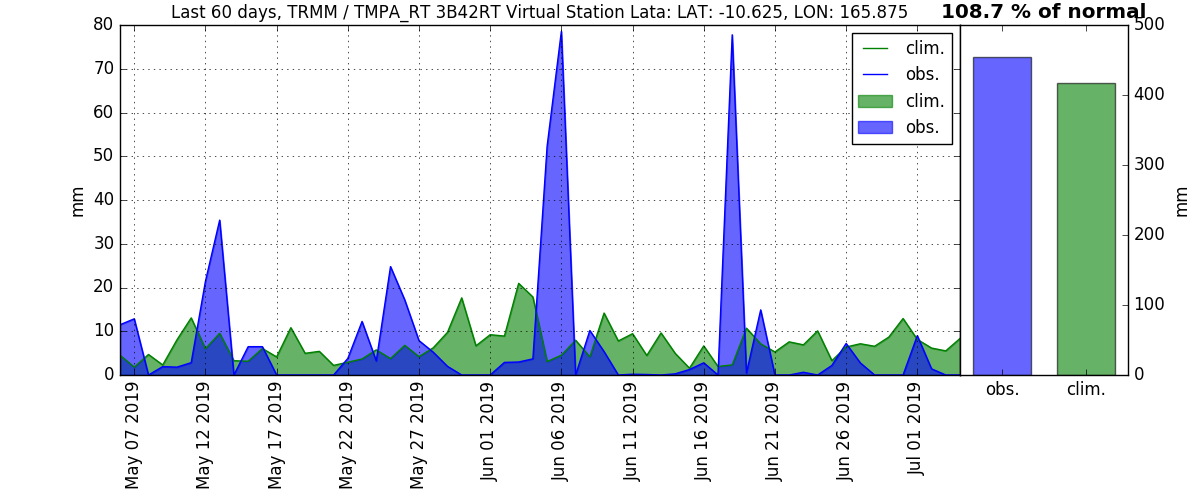 Last 60 days, TRMM / TMPA_RT 3B42RT Virtual Station Lata: LAT: -10.625, LON: 165.875
108.7 % of normal
80
70
60
50
40
30
20
10
0
mm
clim.
obs.
clim.
obs.
May 07 2019
May 12 2019
May 17 2019
May 22 2019
May 27 2019
Jun 01 2019
Jun 06 2019
Jun 11 2019
Jun 16 2019
Jun 21 2019
Jun 26 2019
Jul 01 2019
500
400
300
200
100
0
mm
obs.
clim.